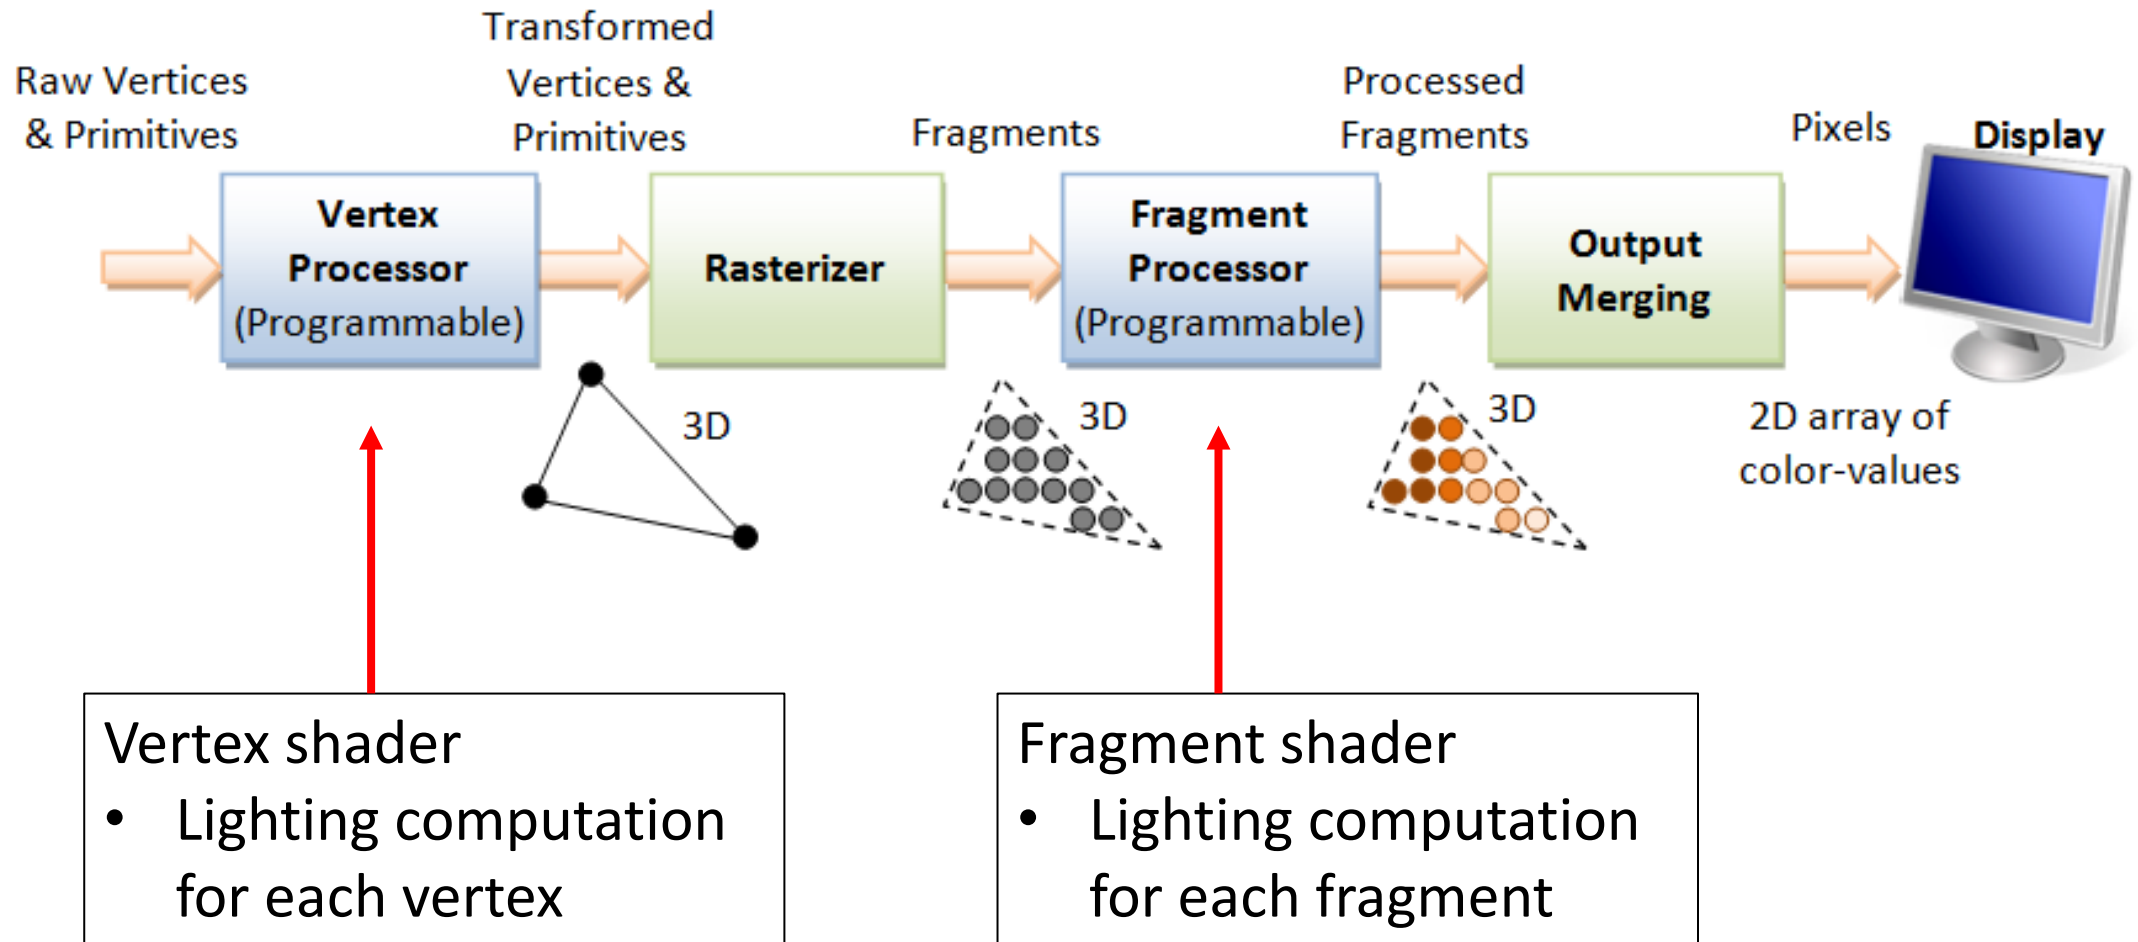 Raw Vertices
& Primitives
Transformed
Vertices &
Primitives
Fragments
Processed
Fragments
Pixels
Display
Vertex
Processor
(Programmable)
Rasterizer
Fragment
Processor
(Programmable)
Output
Merging
3D
3D
3D
2D array of
color-values
Vertex shader
• Lighting computation
for each vertex
Fragment shader
• Lighting computation
for each fragment